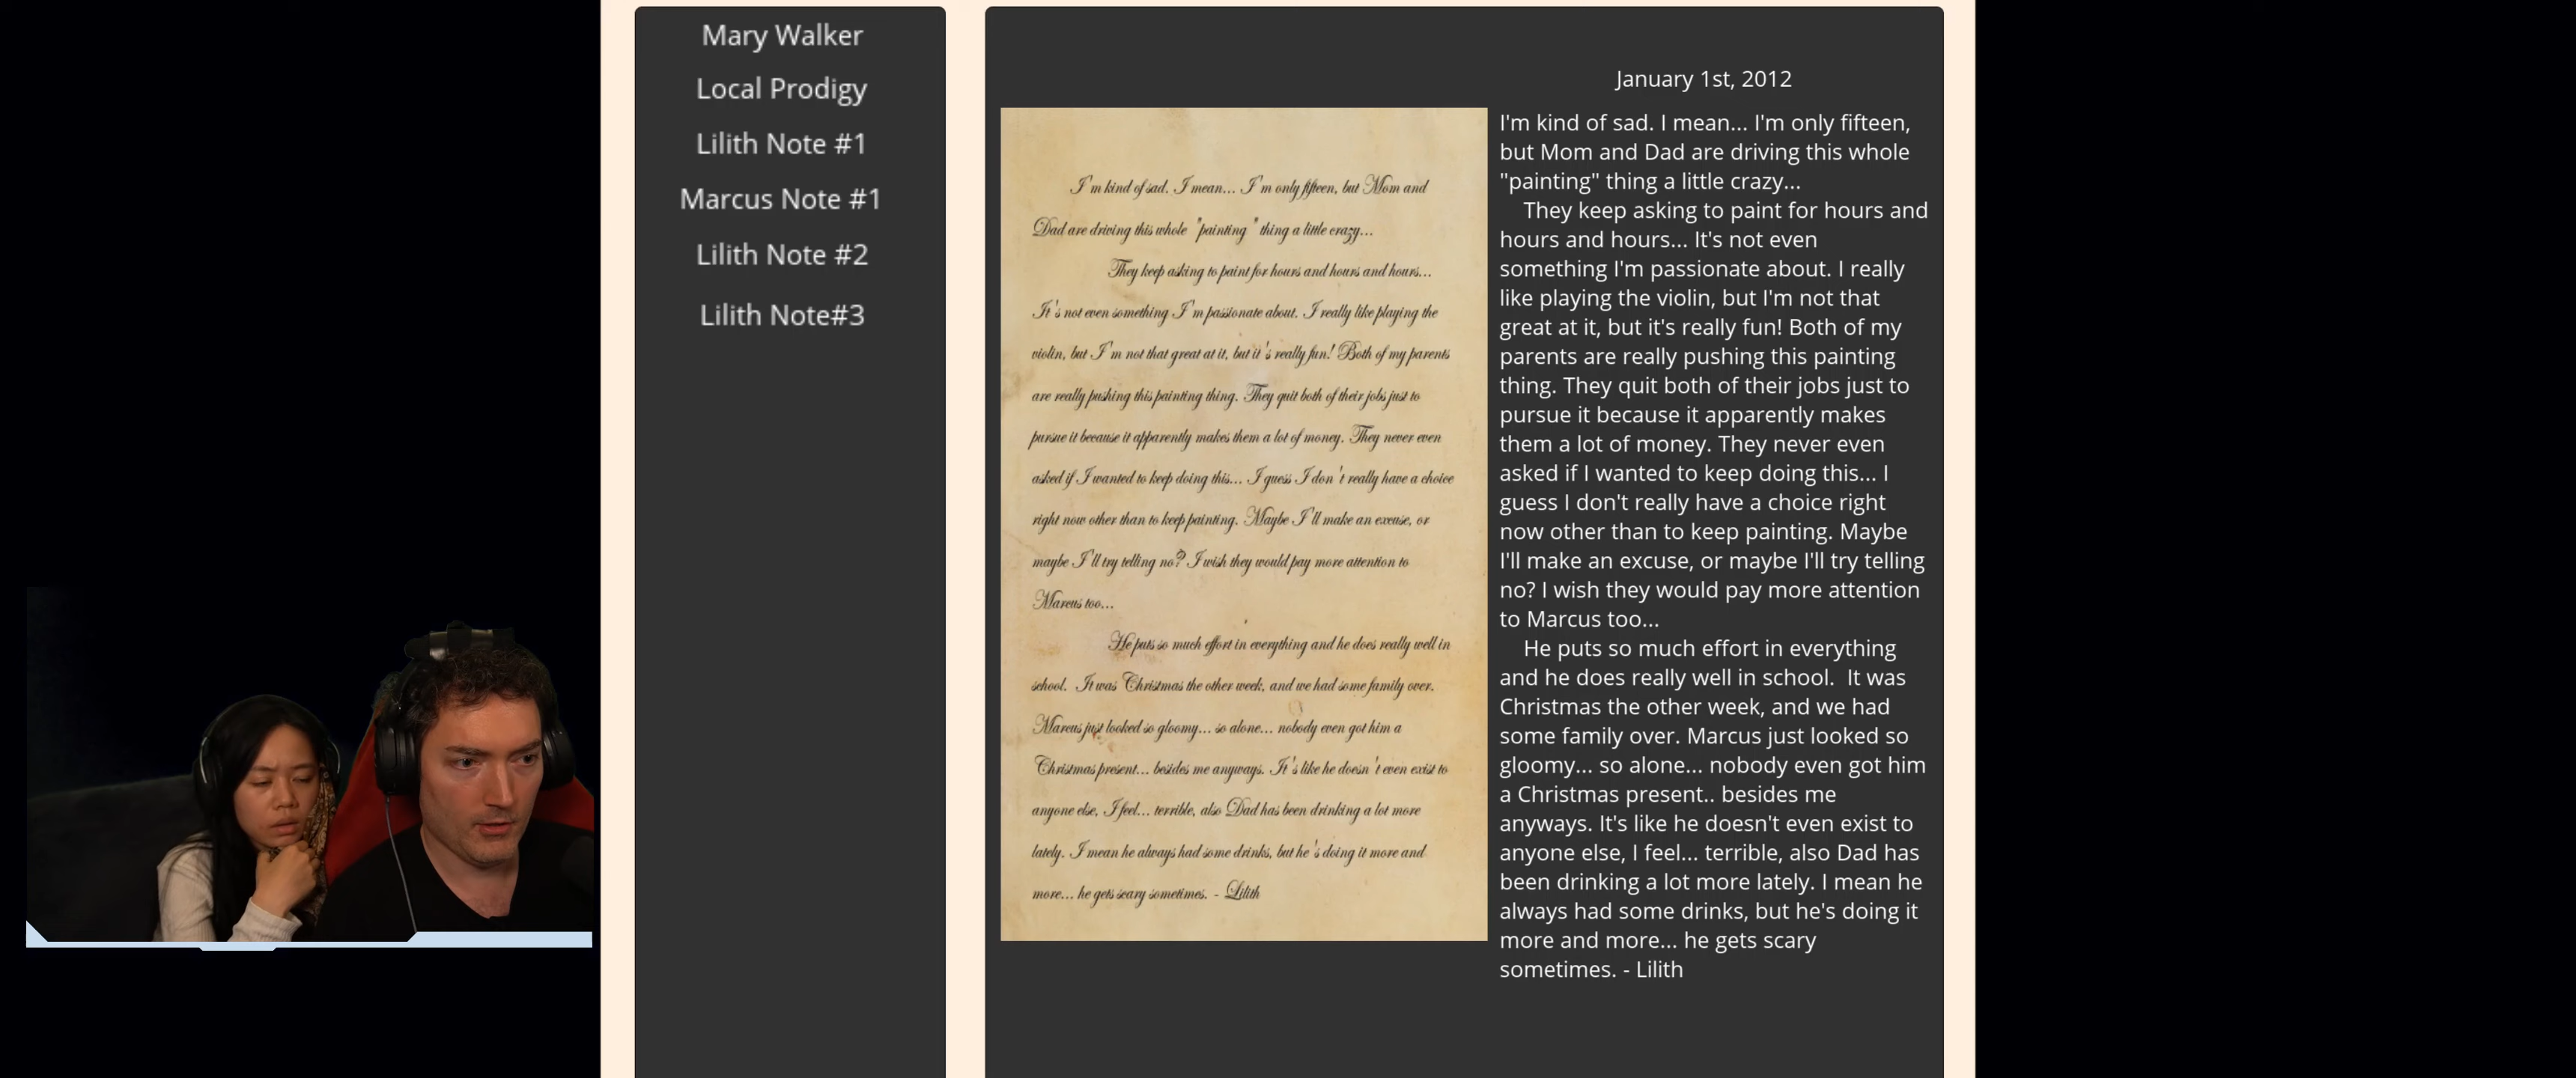 Mary Walker
Local Prodigy
Lilith Note #1
Marcus Note #1
Lilith Note #2
Lilith Note#3
I'm kind of sad. I mean... I'm only fifteen, but Mom and
Dad are driving this whole "painting" thing a little crazy...
They keep asking to paint for hours and hours and hours...
It's not even something I'm passionate about. I really like playing the
violin, but I'm not that great at it, but it's really fun! Both of my parents
are really pushing this painting thing. They quit both of their jobs just to
pursue it because it apparently makes them a lot of money. They never even
asked if I wanted to keep doing this... I guess I don't really have a choice
right now other than to keep painting. Maybe I'll make an excuse, or
maybe I'll try telling no? I wish they would pay more attention to
Marcus too...
He puts so much effort in everything and he does really well in
school. It was Christmas the other week, and we had some family over.
Marcus just looked so gloomy... so alone... nobody even got him a
Christmas present... besides me anyways. It's like he doesn't even exist to
anyone else, I feel... terrible, also Dad has been drinking a lot more
lately. I mean he always had some drinks, but he's doing it more and
more... he gets scary sometimes. - Lilith
January 1st, 2012
I'm kind of sad. I mean... I'm only fifteen,
but Mom and Dad are driving this whole
"painting" thing a little crazy...
They keep asking to paint for hours and
hours and hours... It's not even
something I'm passionate about. I really
like playing the violin, but I'm not that
great at it, but it's really fun! Both of my
parents are really pushing this painting
thing. They quit both of their jobs just to
pursue it because it apparently makes
them a lot of money. They never even
asked if I wanted to keep doing this... I
guess I don't really have a choice right
now other than to keep painting. Maybe
I'll make an excuse, or maybe I'll try telling
no? I wish they would pay more attention
to Marcus too...
He puts so much effort in everything
and he does really well in school.  It was
Christmas the other week, and we had
some family over. Marcus just looked so
gloomy... so alone... nobody even got him
a Christmas present.. besides me
anyways. It's like he doesn't even exist to
anyone else, I feel... terrible, also Dad has
been drinking a lot more lately. I mean he
always had some drinks, but he's doing it
more and more... he gets scary
sometimes. - Lilith